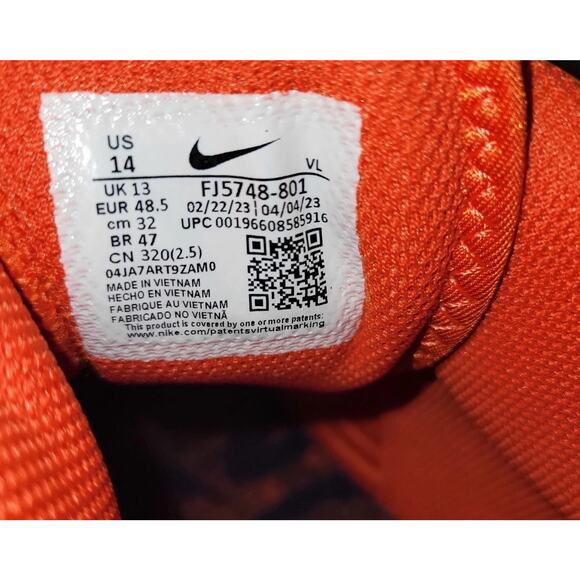 US
14
VL
UK 13 FJ5748-801
EUR 48.5 02/22/23 04/04/23
cm 32 UPC 00196608585916
BR 47
CN 320(2.5)
04JA7ART9ZAM0
MADE IN VIETNAM
HECHO EN VIETNAM
FABRIQUE AU VIETNAM
FABRICADO NO VIETNÃ
This product is covered by one or more patents:
www.nike.com/patentsvirtualmarking